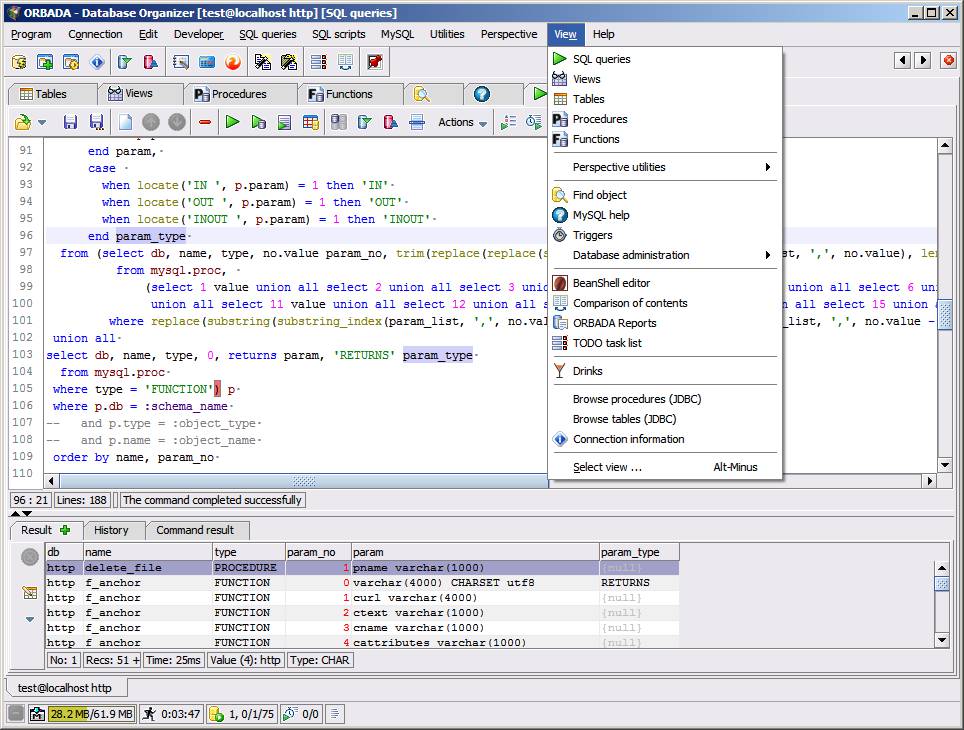 ORBADA - Database Organizer [test@localhost http] [SQL queries]
Program Connection Edit Developer SQL queries SQL scripts MySQL Utilities Perspective View Help
Tables Views Procedures Functions
Actions
SQL queries
Views
Tables
Procedures
Functions
Perspective utilities
Find object
MySQL help
Triggers
Database administration
BeanShell editor
Comparison of contents
ORBADA Reports
TODO task list
Drinks
Browse procedures (JDBC)
Browse tables (JDBC)
Connection information
Select view ... Alt-Minus
91 end param,
92 case
93 when locate('IN ', p.param) = 1 then 'IN'
94 when locate('OUT ', p.param) = 1 then 'OUT'
95 when locate('INOUT ', p.param) = 1 then 'INOUT'
96 end param_type
97 from (select db, name, type, no.value param_no, trim(replace(replace( st, ',', no.value),
98 from mysql.proc,
99 (select 1 value union all select 2 union all select 3 union all select 6
100 union all select 11 value union all select 12 union all select 15 union
101 where replace(substring(substring_index(param_list, ',', no. _list, ',', no.value -
102 union all
103 select db, name, type, 0, returns param, 'RETURNS' param_type
104 from mysql.proc
105 where type = 'FUNCTION') p
106 where p.db = :schema_name
107 -- and p.type = :object_type
108 -- and p.name = :object_name
109 order by name, param_no
110
96 : 21 Lines: 188 The command completed successfully
Result History Command result
db name type param_no param param_type
http delete_file PROCEDURE 1 pname varchar(1000) {null}
http f_anchor FUNCTION 0 varchar(4000) CHARSET utf8 RETURNS
http f_anchor FUNCTION 1 curl varchar(4000) {null}
http f_anchor FUNCTION 2 ctext varchar(1000) {null}
http f_anchor FUNCTION 3 cname varchar(1000) {null}
http f_anchor FUNCTION 4 cattributes varchar(1000) {null}
No: 1 Recs: 51 + Time: 25ms Value (4): http Type: CHAR
test@localhost http
28.2 MB/61.9 MB 0:03:47 1, 0/1/75 0/0